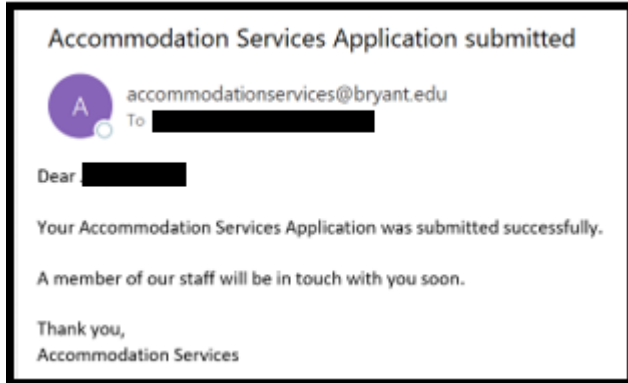 Accommodation Services Application submitted
A
accommodationservices@bryant.edu
To
Dear
Your Accommodation Services Application was submitted successfully.
A member of our staff will be in touch with you soon.
Thank you,
Accommodation Services